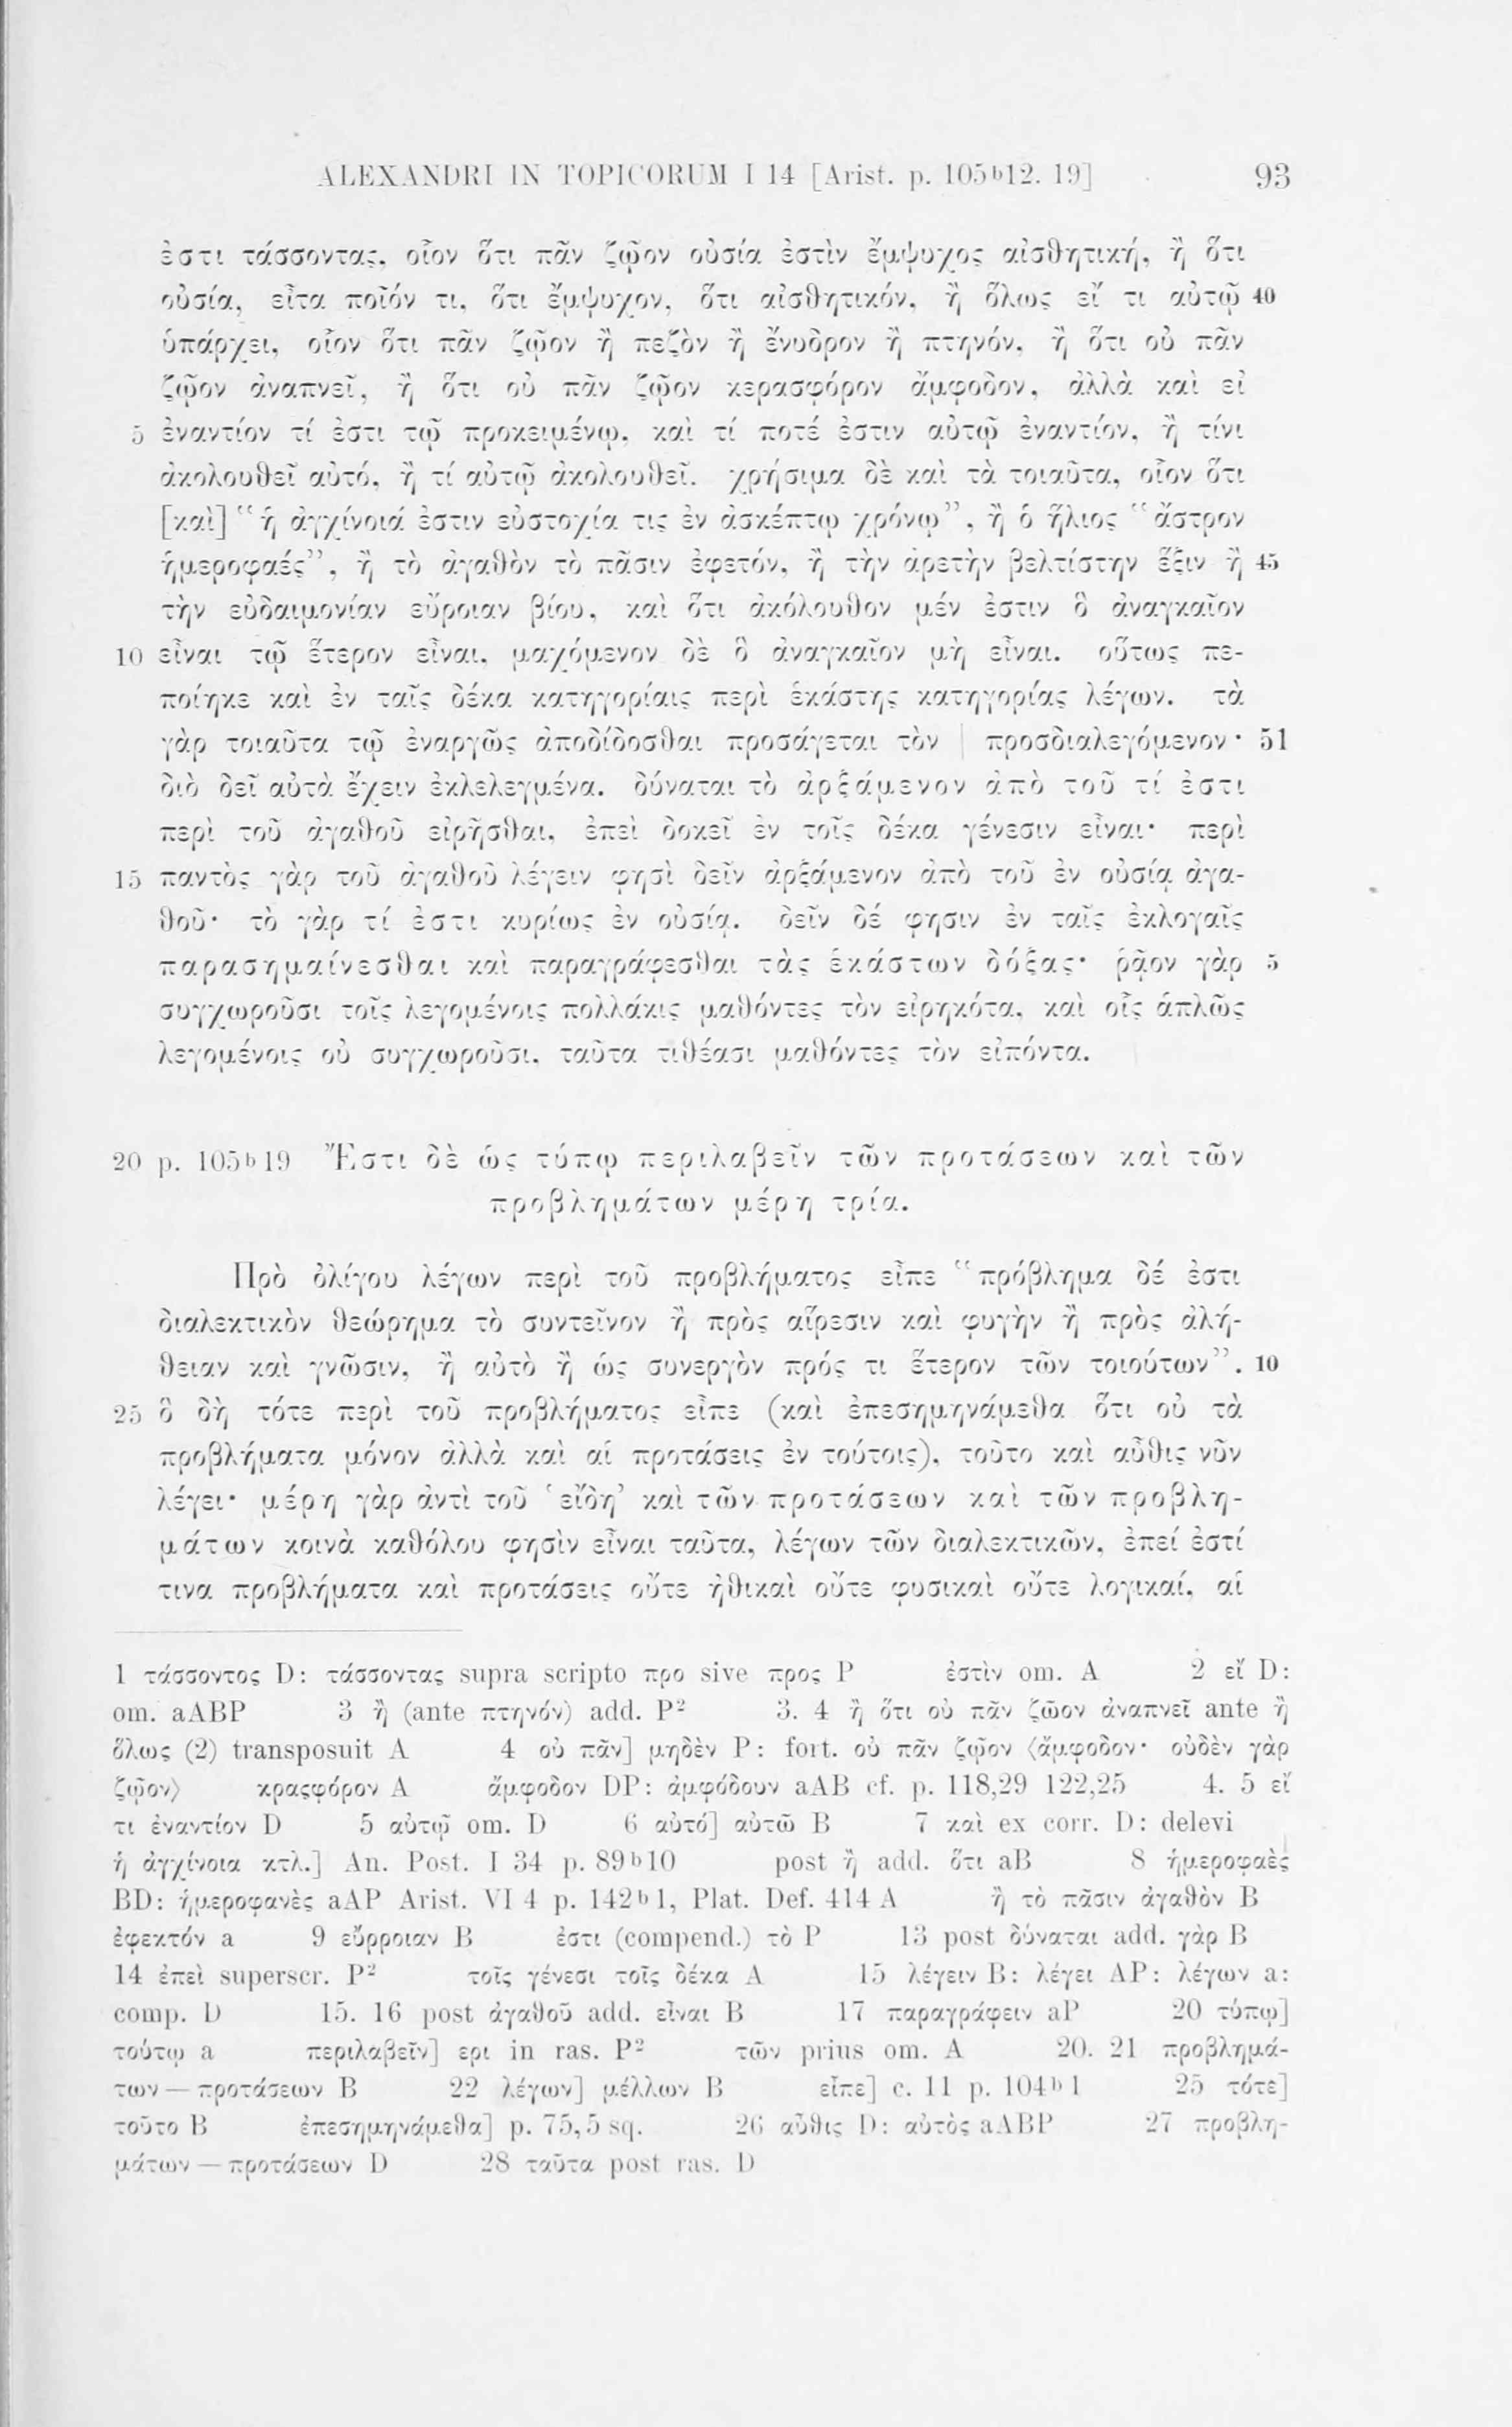 ALEXANDRI IN TOPICORUM I 14 [Arist. p. 105b12. 19] 93
ἐστι τάσσοντας, οἷον ὅτι πᾶν ζῷον οὐσία ἐστὶν ἔμψυχος αἰσθητική, ἢ ὅτι
οὐσία, εἶτα ποῖόν τι, ὅτι ἔμψυχον, ὅτι αἰσθητικόν, ἢ ὅλως εἴ τι αὐτῷ 40
ὑπάρχει, οἷον ὅτι πᾶν ζῷον ἢ πεζὸν ἢ ἔνυδρον ἢ πτηνόν, ἢ ὅτι οὐ πᾶν
ζῷον ἀναπνεῖ, ἢ ὅτι οὐ πᾶν ζῷον κερασφόρον ἄμφοδον, ἀλλὰ καὶ εἰ
5 ἐναντίον τί ἐστι τῷ προκειμένῳ, καὶ τί ποτέ ἐστιν αὐτῷ ἐναντίον, ἢ τίνι
ἀκολουθεῖ αὐτό, ἢ τί αὐτῷ ἀκολουθεῖ. χρήσιμα δὲ καὶ τὰ τοιαῦτα, οἷον ὅτι
[καὶ] “ἡ ἀγχίνοιά ἐστιν εὐστοχία τις ἐν ἀσκέπτῳ χρόνῳ”, ἢ ὁ ἥλιος “ἄστρον
ἡμεροφαές”, ἢ τὸ ἀγαθὸν τὸ πᾶσιν ἐφετόν, ἢ τὴν ἀρετὴν βελτίστην ἕξιν ἢ 45
τὴν εὐδαιμονίαν εὔροιαν βίου, καὶ ὅτι ἀκόλουθον μέν ἐστιν ὃ ἀναγκαῖον
10 εἶναι τῷ ἕτερον εἶναι, μαχόμενον δὲ ὃ ἀναγκαῖον μὴ εἶναι. οὕτως πε-
ποίηκε καὶ ἐν ταῖς δέκα κατηγορίαις περὶ ἑκάστης κατηγορίας λέγων. τὰ
γὰρ τοιαῦτα τῷ ἐναργῶς ἀποδίδοσθαι προσάγεται τὸν | προσδιαλεγόμενον· 51
διὸ δεῖ αὐτὰ ἔχειν ἐκλελεγμένα. δύναται τὸ ἀρξάμενον ἀπὸ τοῦ τί ἐστι
περὶ τοῦ ἀγαθοῦ εἰρῆσθαι, ἐπεὶ δοκεῖ ἐν τοῖς δέκα γένεσιν εἶναι· περὶ
15 παντὸς γὰρ τοῦ ἀγαθοῦ λέγειν φησὶ δεῖν ἀρξάμενον ἀπὸ τοῦ ἐν οὐσίᾳ ἀγα-
θοῦ· τὸ γὰρ τί ἐστι κυρίως ἐν οὐσίᾳ. δεῖν δέ φησιν ἐν ταῖς ἐκλογαῖς
παρασημαίνεσθαι καὶ παραγράφεσθαι τὰς ἑκάστων δόξας· ῥᾷον γὰρ 5
συγχωροῦσι τοῖς λεγομένοις πολλάκις μαθόντες τὸν εἰρηκότα, καὶ οἷς ἁπλῶς
λεγομένοις οὐ συγχωροῦσι, ταῦτα τιθέασι μαθόντες τὸν εἰπόντα.
20 p. 105b19 Ἔστι δὲ ὡς τύπῳ περιλαβεῖν τῶν προτάσεων καὶ τῶν
προβλημάτων μέρη τρία.
Πρὸ ὀλίγου λέγων περὶ τοῦ προβλήματος εἶπε “πρόβλημα δέ ἐστι
διαλεκτικὸν θεώρημα τὸ συντεῖνον ἢ πρὸς αἵρεσιν καὶ φυγὴν ἢ πρὸς ἀλή-
θειαν καὶ γνῶσιν, ἢ αὐτὸ ἢ ὡς συνεργὸν πρός τι ἕτερον τῶν τοιούτων”. 10
25 ὃ δὴ τότε περὶ τοῦ προβλήματος εἶπε (καὶ ἐπεσημηνάμεθα ὅτι οὐ τὰ
προβλήματα μόνον ἀλλὰ καὶ αἱ προτάσεις ἐν τούτοις), τοῦτο καὶ αὖθις νῦν
λέγει· μέρη γὰρ ἀντὶ τοῦ ‘εἴδη’ καὶ τῶν προτάσεων καὶ τῶν προβλη-
μάτων κοινὰ καθόλου φησὶν εἶναι ταῦτα, λέγων τῶν διαλεκτικῶν, ἐπεί ἐστί
τινα προβλήματα καὶ προτάσεις οὔτε ἠθικαὶ οὔτε φυσικαὶ οὔτε λογικαί, αἱ
1 τάσσοντος D: τάσσοντας supra scripto προ sive προς P ἐστὶν om. A 2 εἴ D:
om. aABP 3 ἢ (ante πτηνόν) add. P² 3. 4 ἢ ὅτι οὐ πᾶν ζῶον ἀναπνεῖ ante ἢ
ὅλως (2) transposuit A 4 οὐ πᾶν] μηδὲν P: fort. οὐ πᾶν ζῷον ⟨ἄμφοδον· οὐδὲν γὰρ
ζῷον⟩ κραςφόρον A ἄμφοδον DP: ἀμφόδουν aAB cf. p. 118,29 122,25 4. 5 εἴ
τι ἐναντίον D 5 αὐτῷ om. D 6 αὐτό] αὐτῶ B 7 καὶ ex corr. D: delevi
ἡ ἀγχίνοια κτλ.] An. Post. I 34 p. 89b10 post ἢ add. ὅτι aB 8 ἡμεροφαὲς
BD: ἡμεροφανὲς aAP Arist. VI 4 p. 142b1, Plat. Def. 414 A ἢ τὸ πᾶσιν ἀγαθὸν B
ἐφεκτόν a 9 εὔρροιαν B ἐστι (compend.) τὸ P 13 post δύναται add. γὰρ B
14 ἐπεὶ superscr. P² τοῖς γένεσι τοῖς δέκα A 15 λέγειν B: λέγει AP: λέγων a:
comp. D 15. 16 post ἀγαθοῦ add. εἶναι B 17 παραγράφειν aP 20 τύπῳ]
τούτῳ a περιλαβεῖν] ερι in ras. P² τῶν prius om. A 20. 21 προβλημά-
των — προτάσεων B 22 λέγων] μέλλων B εἶπε] c. 11 p. 104b1 25 τότε]
τοῦτο B ἐπεσημηνάμεθα] p. 75,5 sq. 26 αὖθις D: αὐτὸς aABP 27 προβλη-
μάτων — προτάσεων D 28 ταῦτα post ras. D